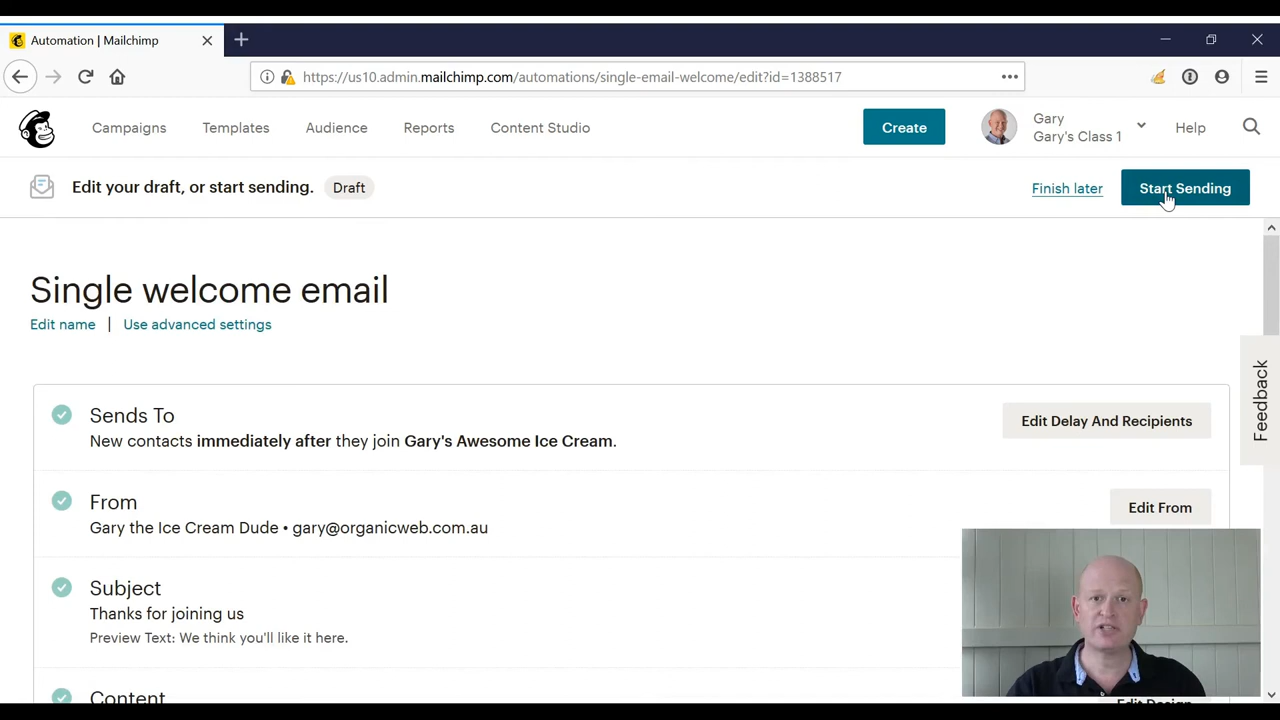 Automation | Mailchimp
https://us10.admin.mailchimp.com/automations/single-email-welcome/edit?id=1388517
Campaigns
Templates
Audience
Reports
Content Studio
Create
Gary
Gary's Class 1
Help
Edit your draft, or start sending.
Draft
Finish later
Start Sending
Single welcome email
Edit name | Use advanced settings
Feedback
Sends To
New contacts immediately after they join Gary's Awesome Ice Cream.
Edit Delay And Recipients
From
Gary the Ice Cream Dude • gary@organicweb.com.au
Edit From
Subject
Thanks for joining us
Preview Text: We think you'll like it here.
Content
Edit Design